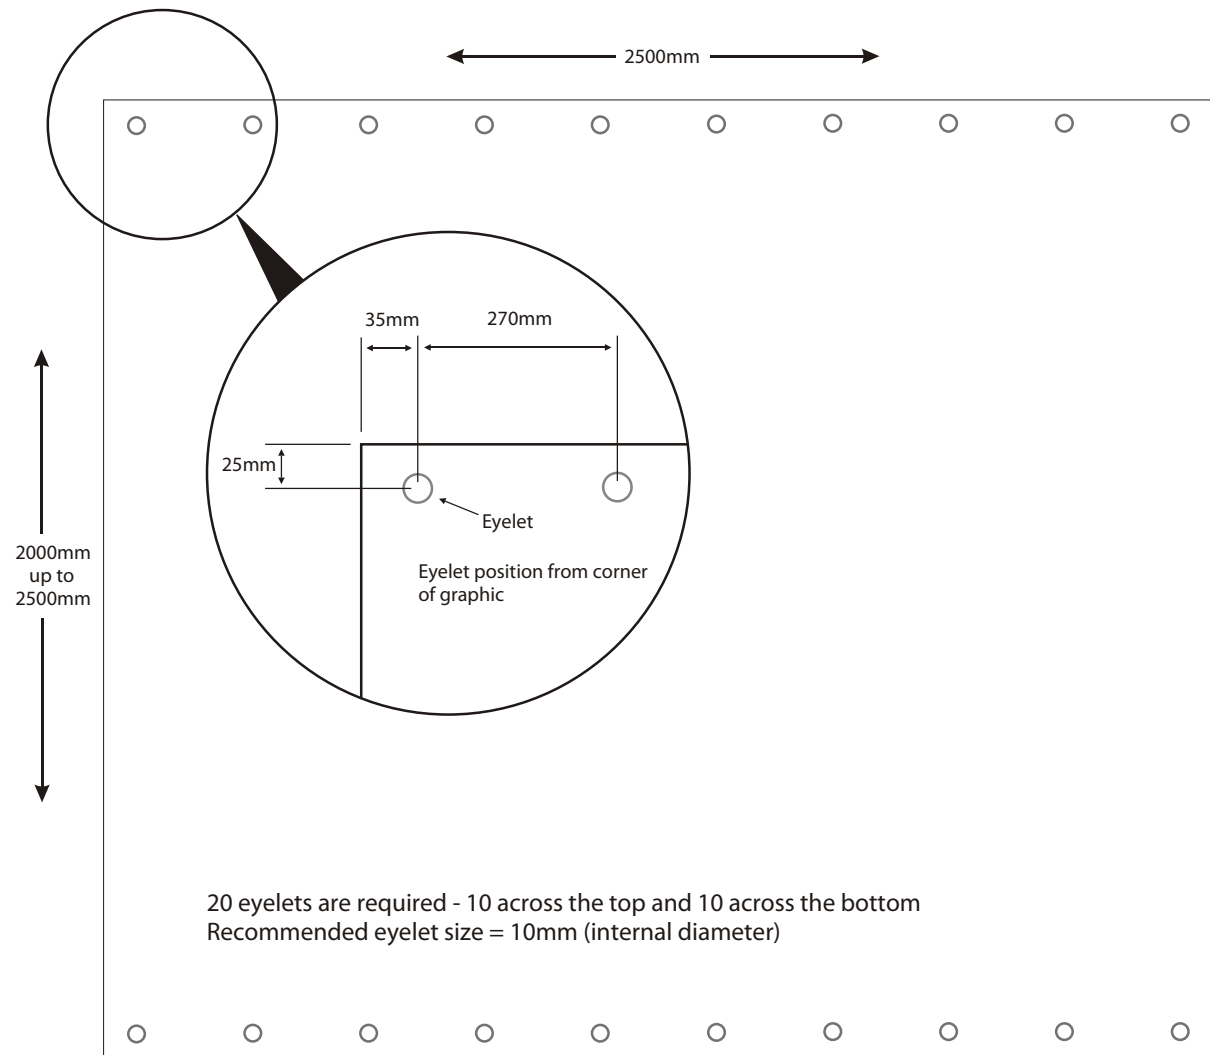 2500mm
35mm
270mm
25mm
Eyelet
Eyelet position from corner
of graphic
2000mm
up to
2500mm
20 eyelets are required - 10 across the top and 10 across the bottom
Recommended eyelet size = 10mm (internal diameter)